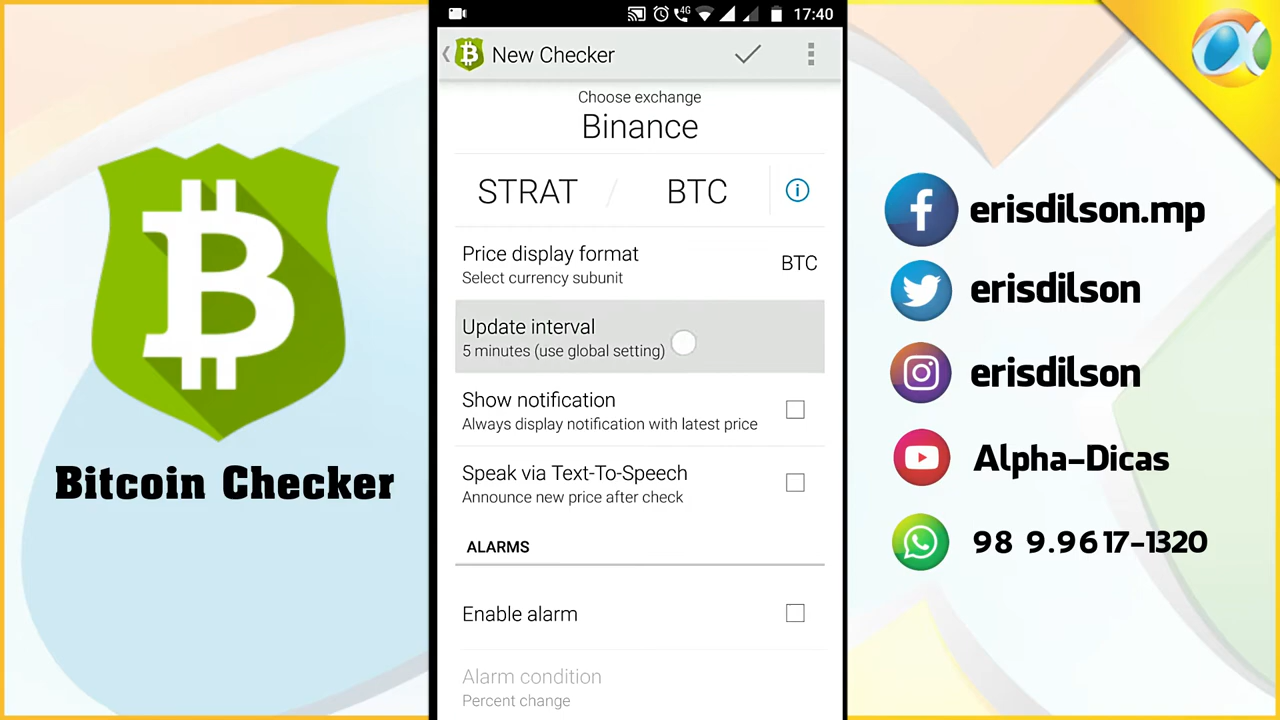 Bitcoin Checker
4G
17:40
New Checker
Choose exchange
Binance
STRAT / BTC
Price display format
Select currency subunit
BTC
Update interval
5 minutes (use global setting)
Show notification
Always display notification with latest price
Speak via Text-To-Speech
Announce new price after check
ALARMS
Enable alarm
Alarm condition
Percent change
erisdilson.mp
erisdilson
erisdilson
Alpha-Dicas
98 9.9617-1320